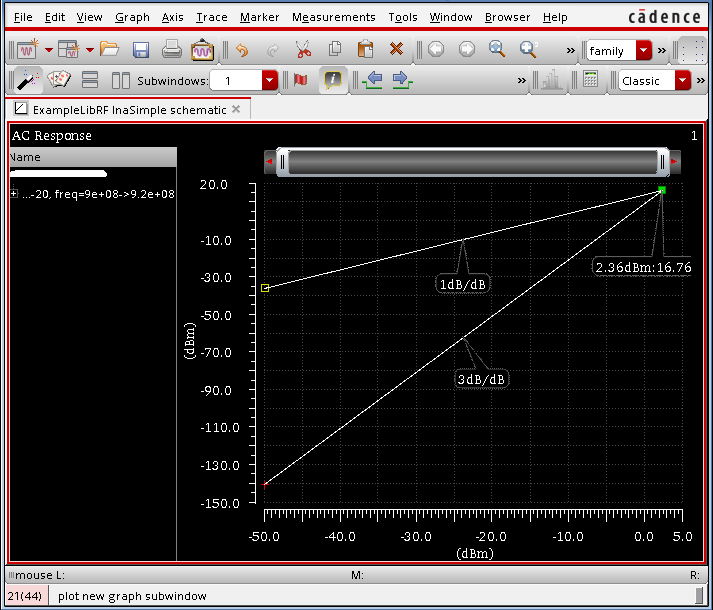 File Edit View Graph Axis Trace Marker Measurements Tools Window Browser Help cādence
family
Subwindows: 1 Classic
ExampleLibRF lnaSimple schematic
AC Response 1
Name
...-20, freq=9e+08->9.2e+08
20.0
-10.0
-30.0
-50.0
-70.0
-90.0
-110.0
-130.0
-150.0
(dBm)
2.36dBm:16.76
1dB/dB
3dB/dB
-50.0 -40.0 -30.0 -20.0 -10.0 0.0 5.0
(dBm)
mouse L: M: R:
21(44) plot new graph subwindow